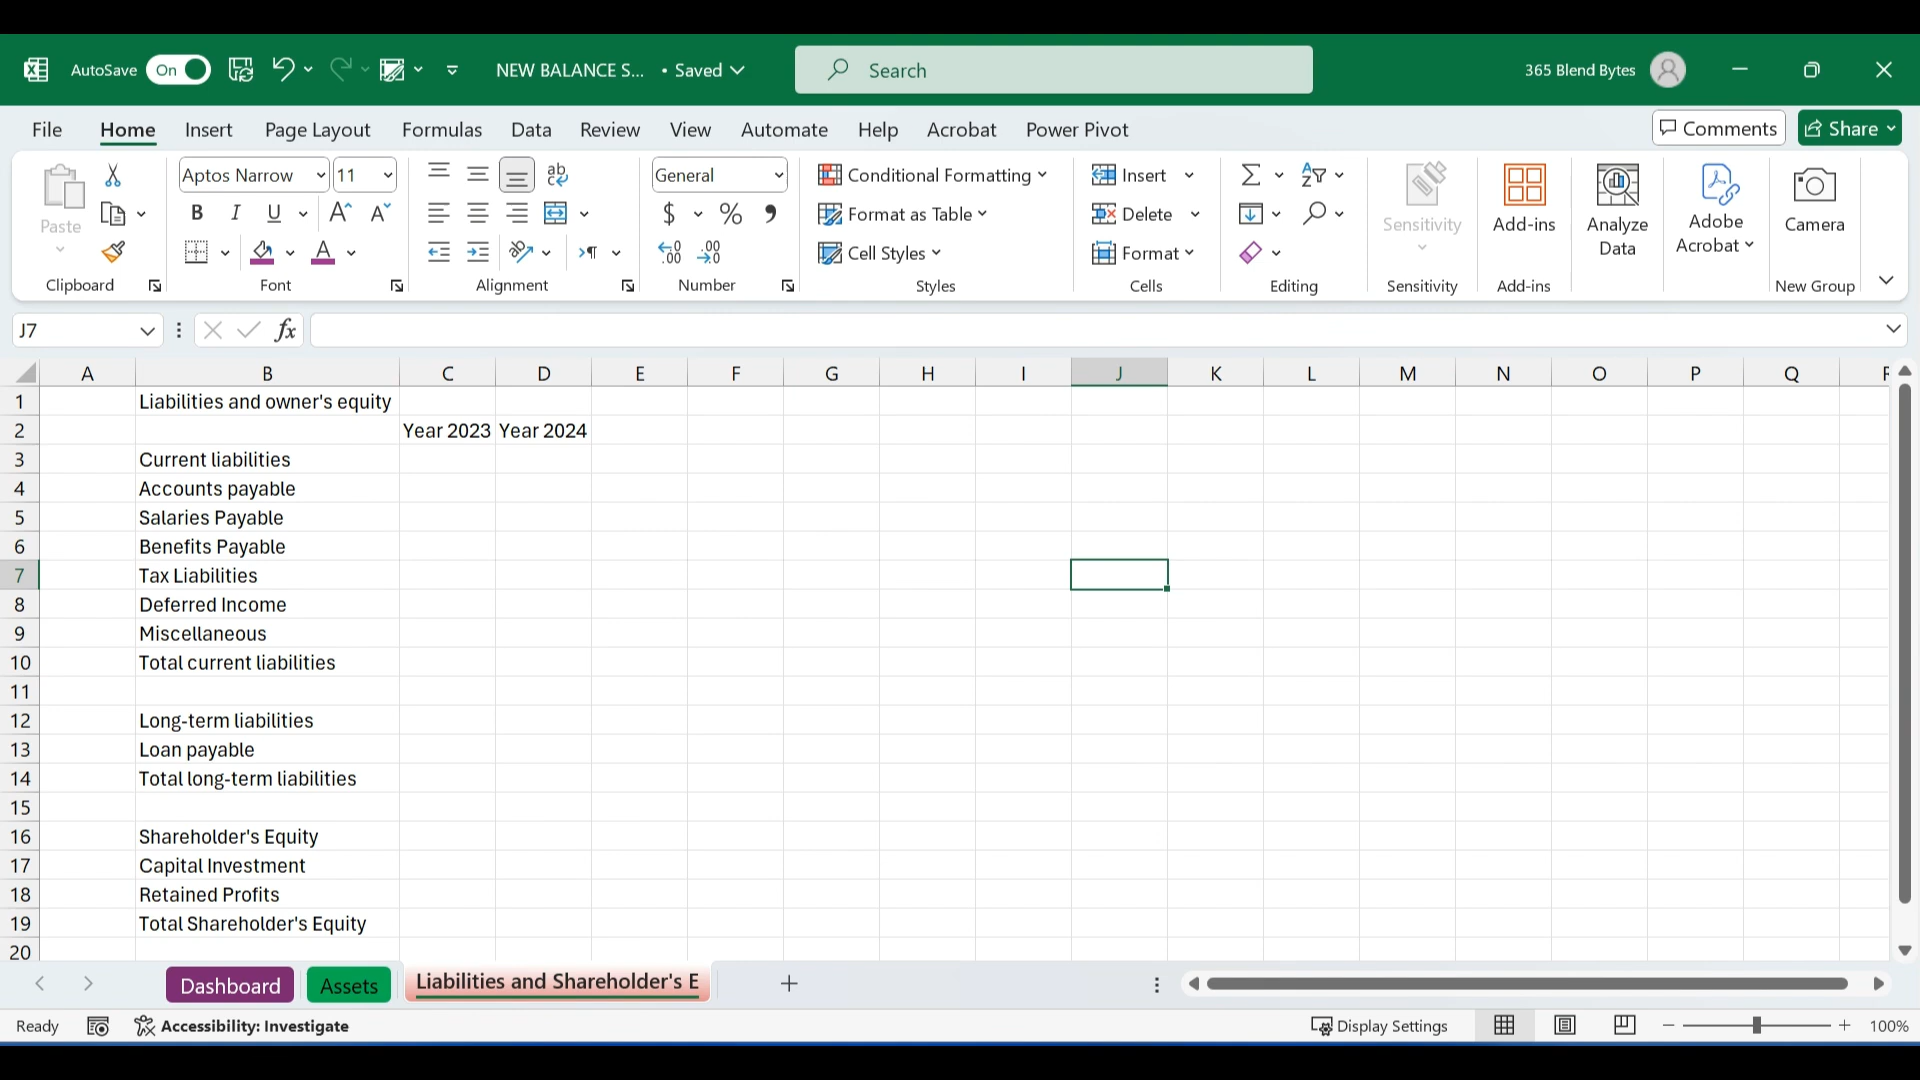 AutoSave On NEW BALANCE S... • Saved Search 365 Blend Bytes
File Home Insert Page Layout Formulas Data Review View Automate Help Acrobat Power Pivot Comments Share
Paste
Clipboard
Aptos Narrow 11
B I U A A
A
Font
ab
Alignment
General
$ % ,
.00 .00
Number
Conditional Formatting
Format as Table
Cell Styles
Styles
Insert
Delete
Format
Cells
Editing
Sensitivity
Sensitivity
Add-ins
Add-ins
Analyze
Data
Adobe
Acrobat
Camera
New Group
J7 fx
A B C D E F G H I J K L M N O P Q R
1 Liabilities and owner's equity
2 Year 2023 Year 2024
3 Current liabilities
4 Accounts payable
5 Salaries Payable
6 Benefits Payable
7 Tax Liabilities
8 Deferred Income
9 Miscellaneous
10 Total current liabilities
11
12 Long-term liabilities
13 Loan payable
14 Total long-term liabilities
15
16 Shareholder's Equity
17 Capital Investment
18 Retained Profits
19 Total Shareholder's Equity
20
Dashboard Assets Liabilities and Shareholder's E
Ready Accessibility: Investigate Display Settings 100%